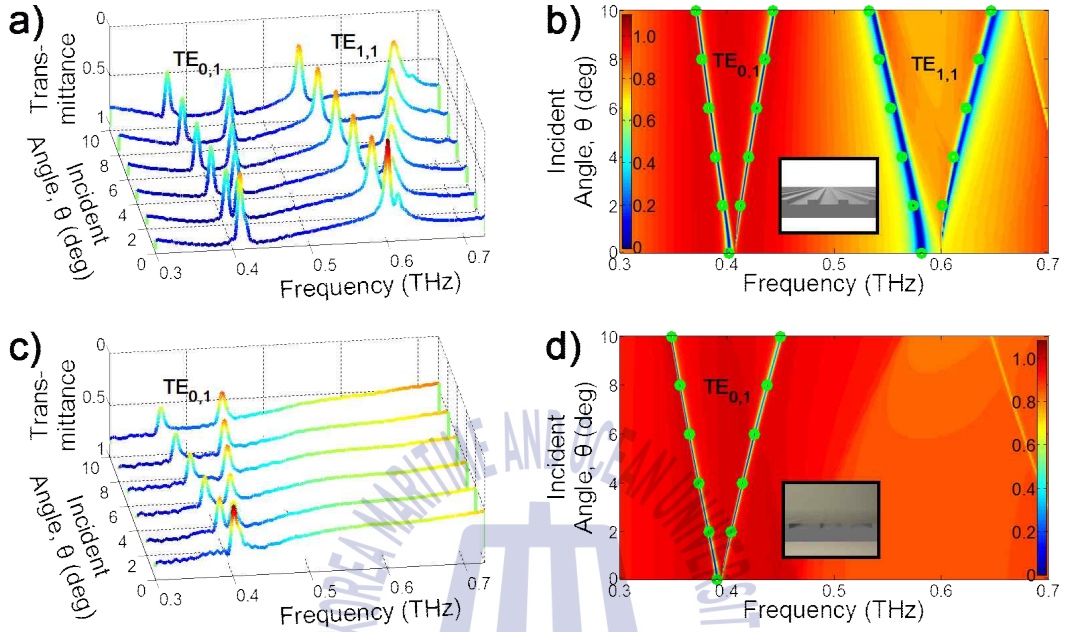 a)
TE0,1
TE1,1
Trans-
mittance
0
0.5
1
10
8
6
4
2
0
Incident
Angle, θ (deg)
0.3
0.4
0.5
0.6
0.7
Frequency (THz)
b)
Incident
Angle, θ (deg)
10
8
6
4
2
0
1.0
0.8
0.6
0.4
0.2
0
TE0,1
TE1,1
0.3
0.4
0.5
0.6
0.7
Frequency (THz)
c)
TE0,1
Trans-
mittance
0
0.5
1
10
8
6
4
2
0
Incident
Angle, θ (deg)
0.3
0.4
0.5
0.6
0.7
Frequency (THz)
d)
Incident
Angle, θ (deg)
10
8
6
4
2
0
TE0,1
1.0
0.8
0.6
0.4
0.2
0
0.3
0.4
0.5
0.6
0.7
Frequency (THz)
KOREA MARITIME AND OCEAN UNIVERSIT